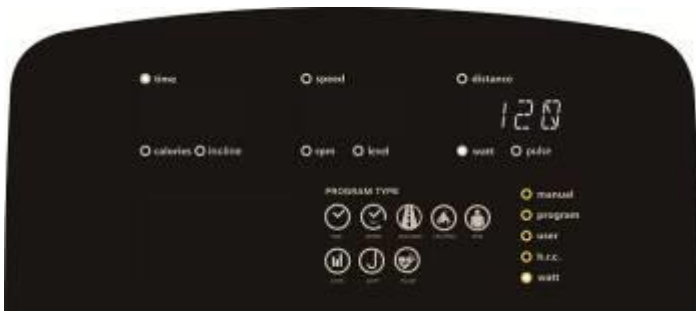 time speed distance
120
calories incline rpm level watt pulse
PROGRAM TYPE
manual
program
user
h.r.c.
watt